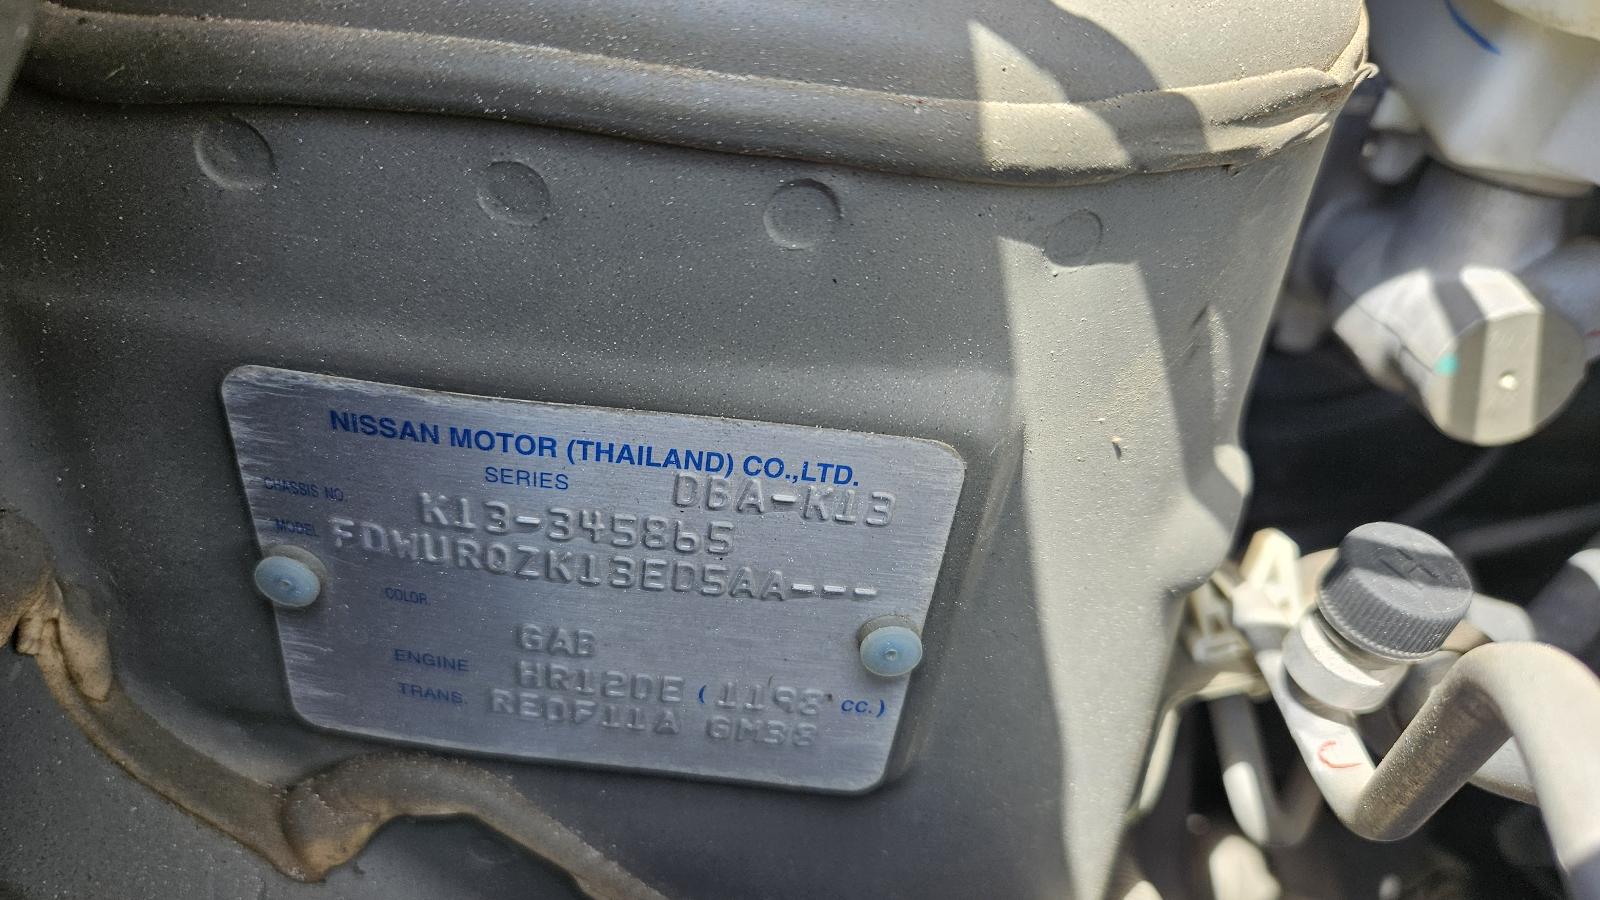 NISSAN MOTOR (THAILAND) CO.,LTD.
SERIES DBA-K13
CHASSIS NO. K13-345865
MODEL FDWURQZK13EDSAA---
COLOR
GAB
ENGINE HR12DE (1198 cc.)
TRANS. RE0F11A GM38